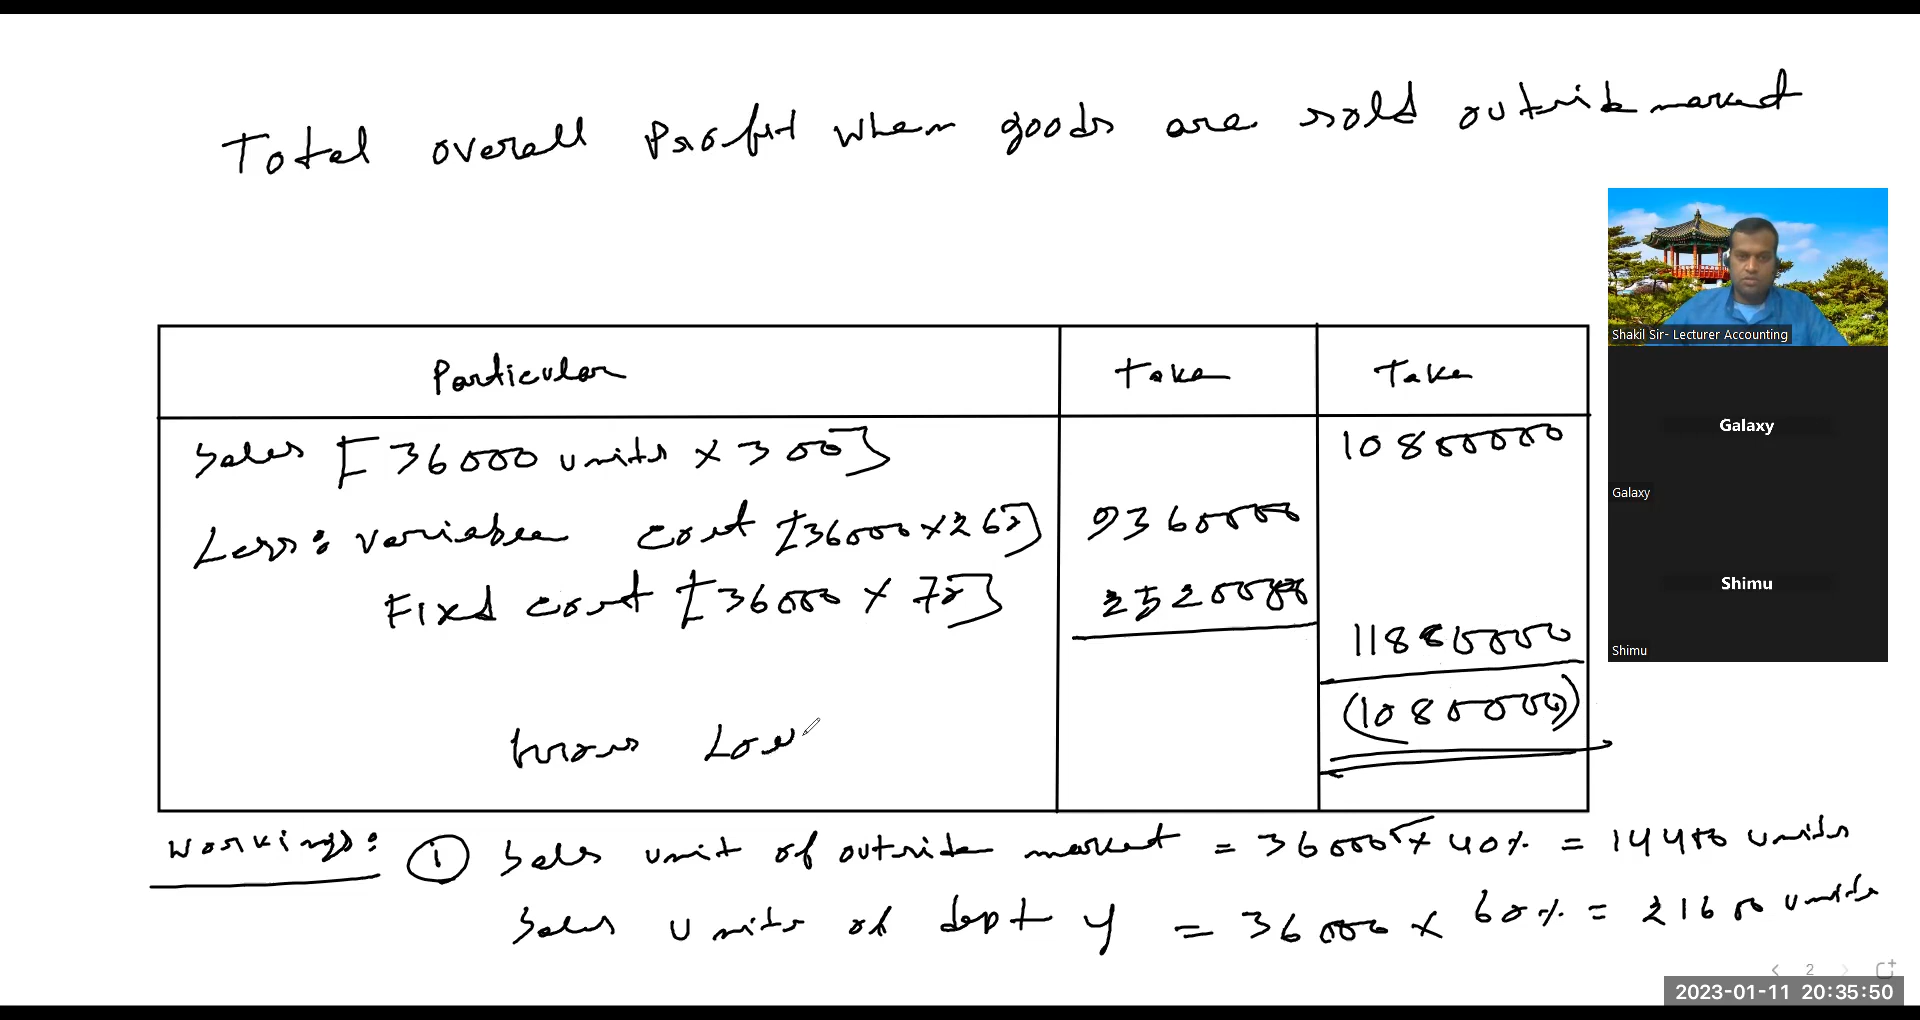 Total overall Profit when goods are sold outside market
Particular Taka Taka
Sales [36000 units × 300] 10800000
Less: variable cost [36000×260] 9360000
Fixed cost [36000 × 70] 2520000
11880000
(1080000)
Loss
Workings: ① Sales unit of outside market = 36000 × 40% = 14400 units
Sales units of dept y = 36000 × 60% = 21600 units
Shakil Sir- Lecturer Accounting
Galaxy
Galaxy
Shimu
Shimu
2
2023-01-11 20:35:50